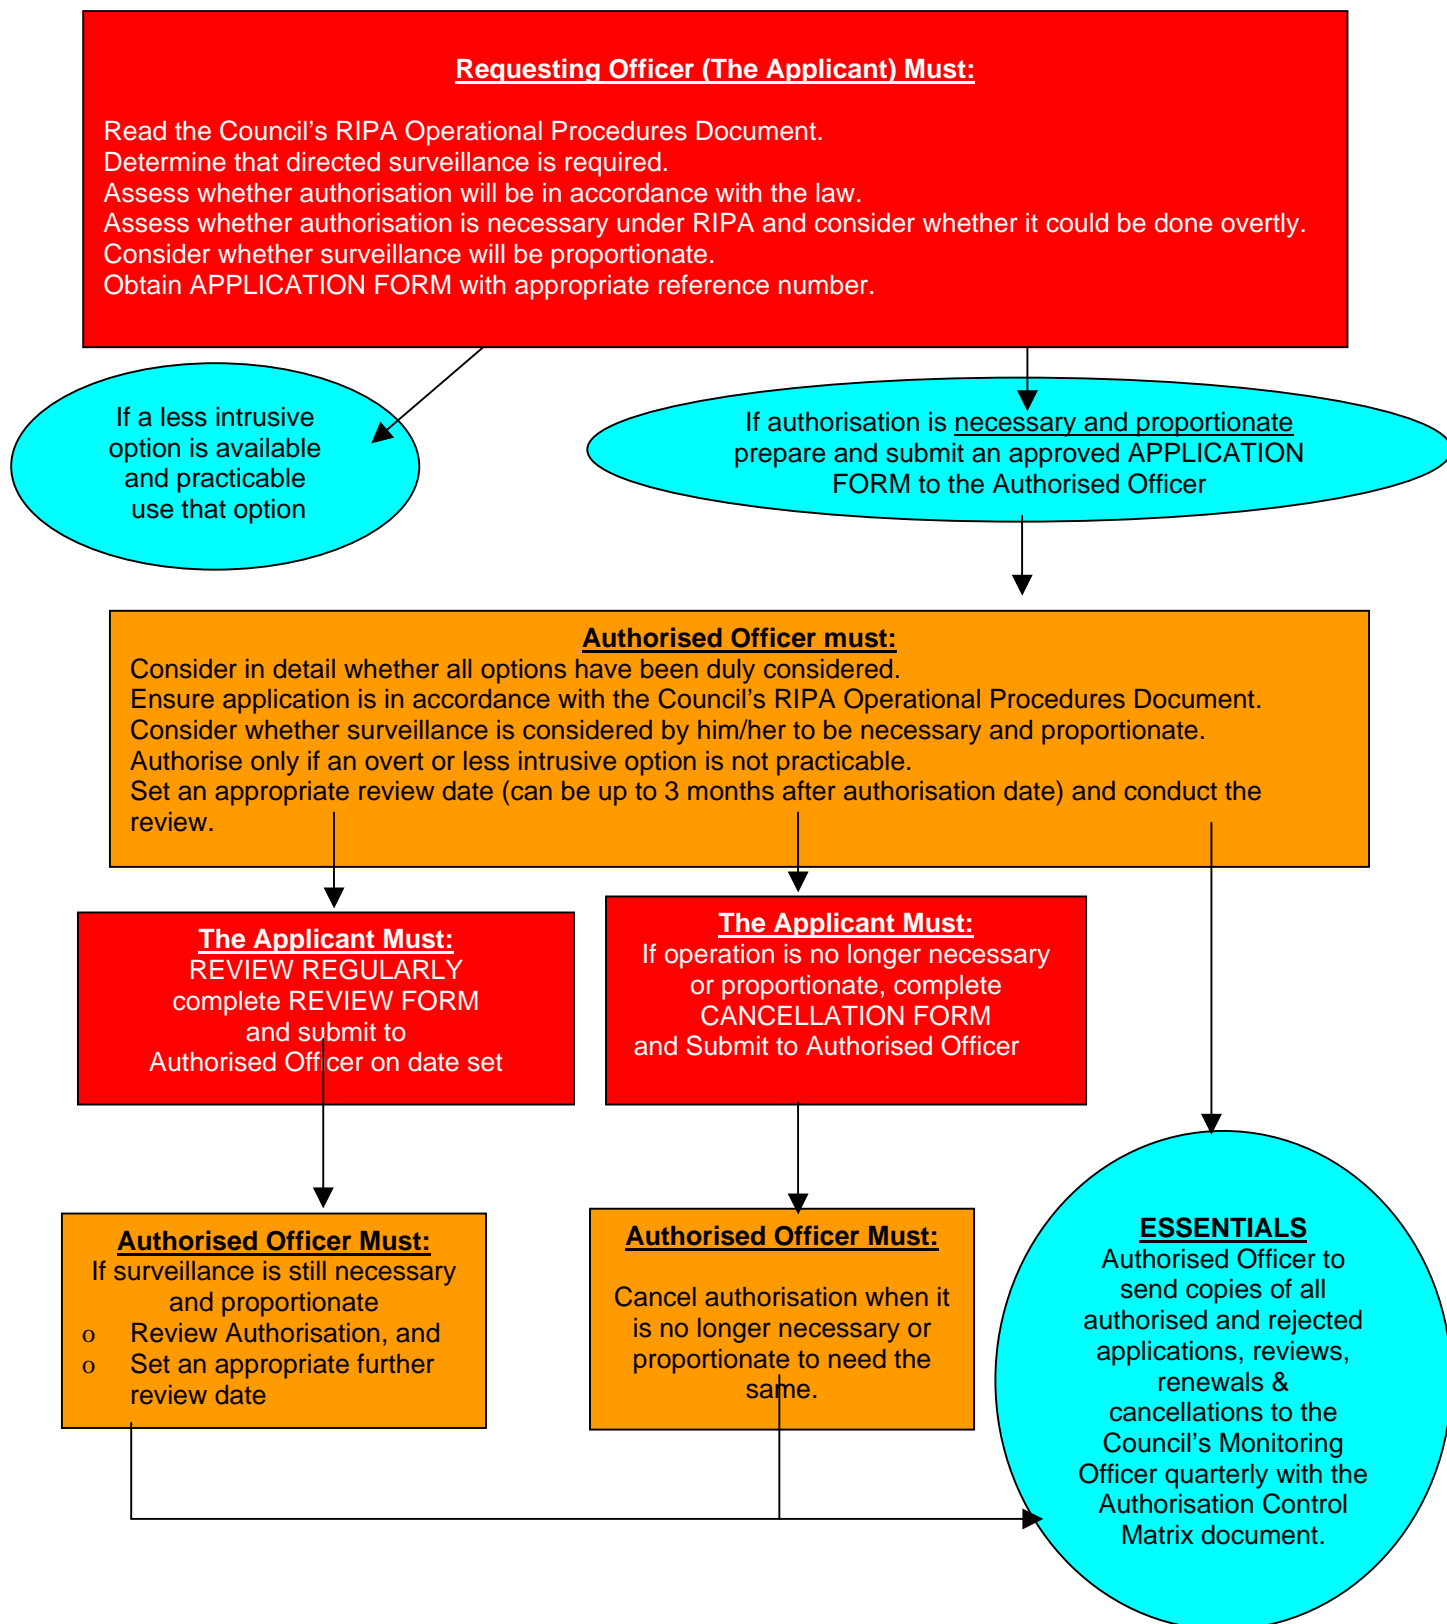 Requesting Officer (The Applicant) Must:
Read the Council's RIPA Operational Procedures Document.
Determine that directed surveillance is required.
Assess whether authorisation will be in accordance with the law.
Assess whether authorisation is necessary under RIPA and consider whether it could be done overtly.
Consider whether surveillance will be proportionate.
Obtain APPLICATION FORM with appropriate reference number.
If a less intrusive
option is available
and practicable
use that option
If authorisation is necessary and proportionate
prepare and submit an approved APPLICATION
FORM to the Authorised Officer
Authorised Officer must:
Consider in detail whether all options have been duly considered.
Ensure application is in accordance with the Council's RIPA Operational Procedures Document.
Consider whether surveillance is considered by him/her to be necessary and proportionate.
Authorise only if an overt or less intrusive option is not practicable.
Set an appropriate review date (can be up to 3 months after authorisation date) and conduct the
review.
The Applicant Must:
REVIEW REGULARLY
complete REVIEW FORM
and submit to
Authorised Officer on date set
The Applicant Must:
If operation is no longer necessary
or proportionate, complete
CANCELLATION FORM
and Submit to Authorised Officer
Authorised Officer Must:
If surveillance is still necessary
and proportionate
o Review Authorisation, and
o Set an appropriate further
review date
Authorised Officer Must:
Cancel authorisation when it
is no longer necessary or
proportionate to need the
same.
ESSENTIALS
Authorised Officer to
send copies of all
authorised and rejected
applications, reviews,
renewals &
cancellations to the
Council's Monitoring
Officer quarterly with the
Authorisation Control
Matrix document.